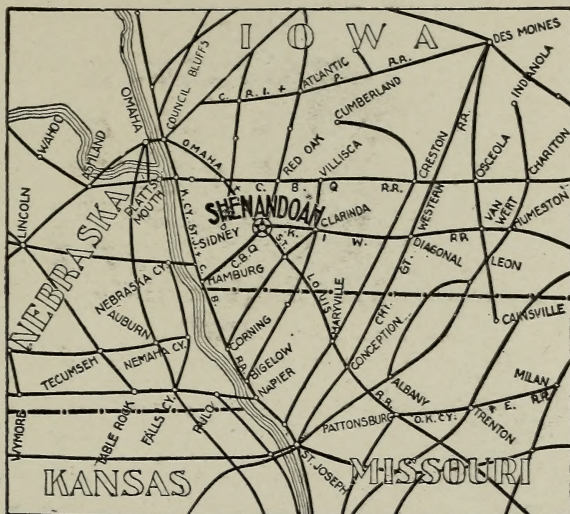 IOWA
DES MOINES
COUNCIL BLUFFS
ATLANTIC
C. R. I. + P. R.R.
INDIANOLA
OMAHA
CUMBERLAND
WAHOO
ASHLAND
OMAHA
RED OAK
VILLISCA
CRESTON
R.R.
OSCEOLA
CHARITON
C. B. Q R.R.
PLATTSMOUTH
WESTERN
VAN WERT
HUMESTON
LINCOLN
SHENANDOAH
CLARINDA
K. I. W. R.R.
SIDNEY
K.CY. ST.J. + C. B. R.R.
C.B.Q
ST. LOUIS R.R.
DIAGONAL
LEON
NEBRASKA
HAMBURG
NEBRASKA CY.
CHI. GT.
AUBURN
CORNING
MARYVILLE
CAINSVILLE
NEMAHA CY.
CONCEPTION
TECUMSEH
BIGELOW
NAPIER
ALBANY
MILAN
WYMORE
TABLE ROCK
FALLS CY.
RULO
PATTONSBURG
O.K.CY. + E. R.R.
TRENTON
ST. JOSEPH
KANSAS
MISSOURI